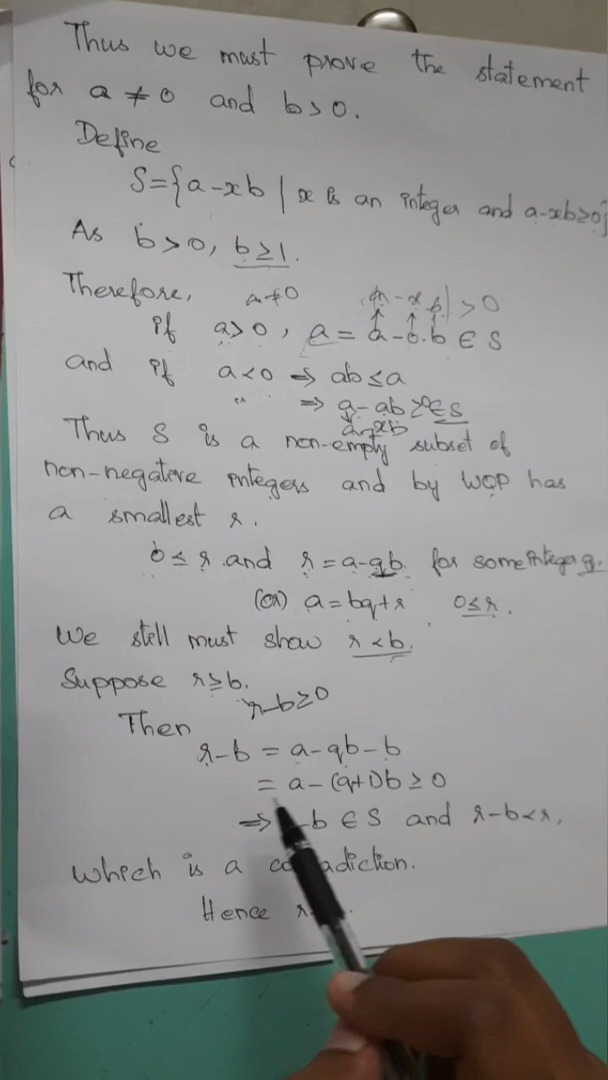 Thus we must prove the statement
for a ≠ 0 and b>0.
Define
S={a-xb | x is an integer and a-xb≥0}
As b>0, b≥1.
Therefore, a≠0 >0
if a>0, a= a-0.b ∈ S
and if a<0 ⇒ ab≤a
⇒ a-ab≥0∈S
a-xb
Thus S is a non-empty subset of
non-negative integers and by WOP has
a smallest r.
0≤r and r=a-qb for some integer q.
(or) a=bq+r, 0≤r.
We still must show r<b.
Suppose r≥b.
r-b≥0
Then
r-b = a-qb-b
= a-(q+1)b≥0
⇒ -b ∈ S and r-b<r,
which is a contradiction.
Hence